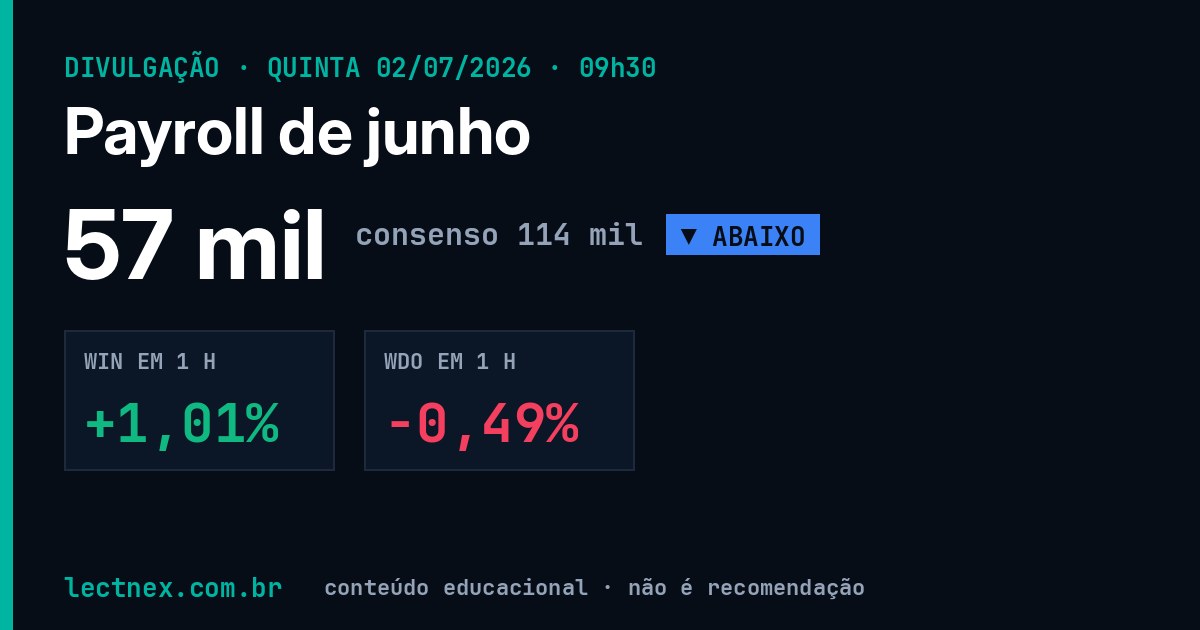 DIVULGAÇÃO · QUINTA 02/07/2026 · 09h30
Payroll de junho
57 mil consenso 114 mil ▼ ABAIXO
WIN EM 1 H
+1,01%
WDO EM 1 H
-0,49%
lectnex.com.br conteúdo educacional · não é recomendação